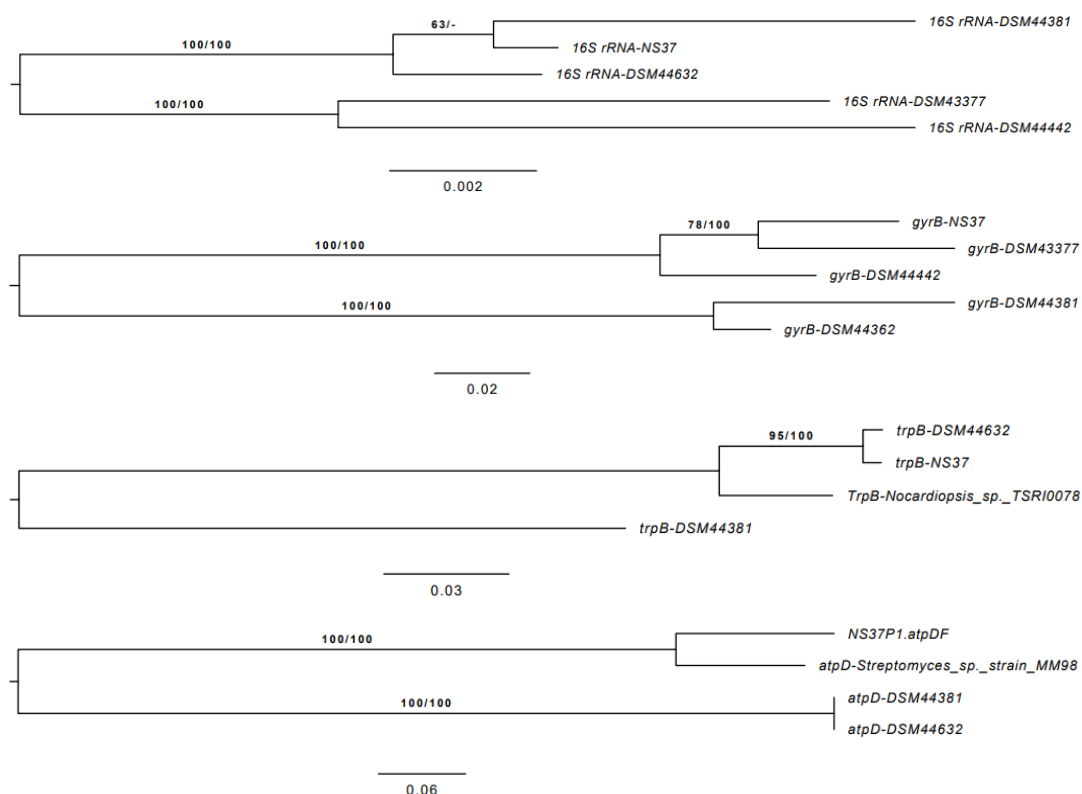 63/-
16S rRNA-DSM44381
100/100
16S rRNA-NS37
16S rRNA-DSM44632
100/100
16S rRNA-DSM43377
16S rRNA-DSM44442
0.002
78/100
gyrB-NS37
100/100
gyrB-DSM43377
gyrB-DSM44442
100/100
gyrB-DSM44381
gyrB-DSM44362
0.02
trpB-DSM44632
95/100
trpB-NS37
TrpB-Nocardiopsis_sp._TSRI0078
trpB-DSM44381
0.03
NS37P1.atpDF
100/100
atpD-Streptomyces_sp._strain_MM98
atpD-DSM44381
100/100
atpD-DSM44632
0.06